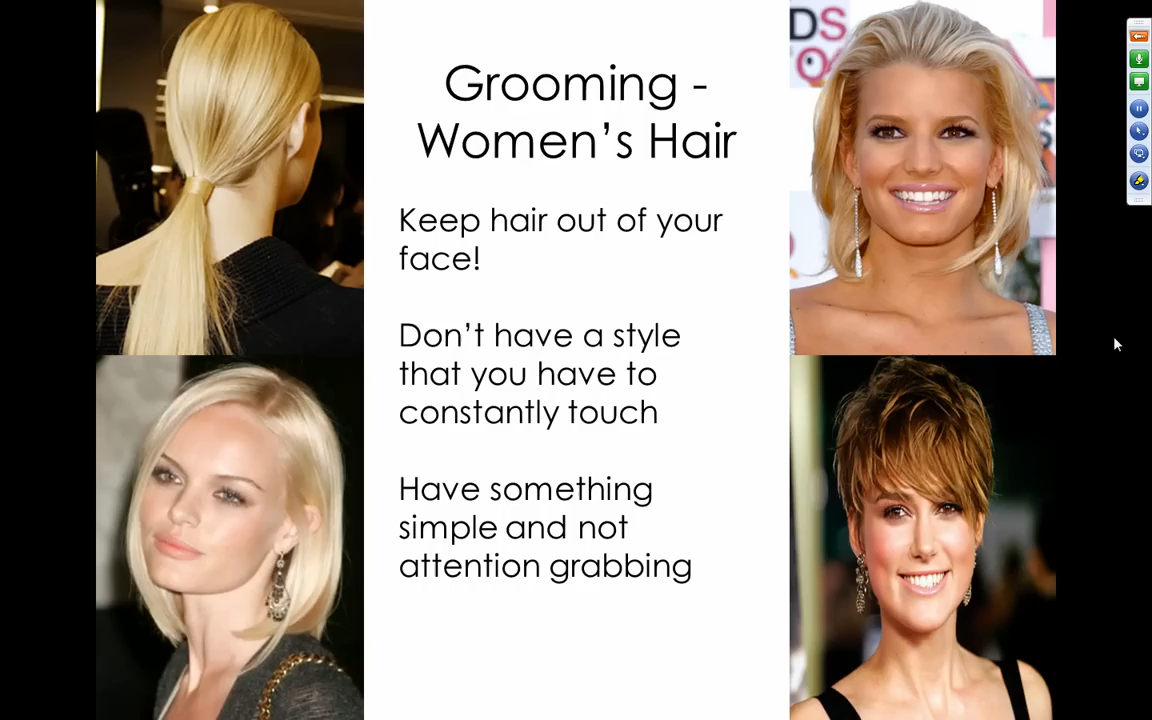 Grooming -
Women’s Hair
Keep hair out of your
face!
Don’t have a style
that you have to
constantly touch
Have something
simple and not
attention grabbing
DS